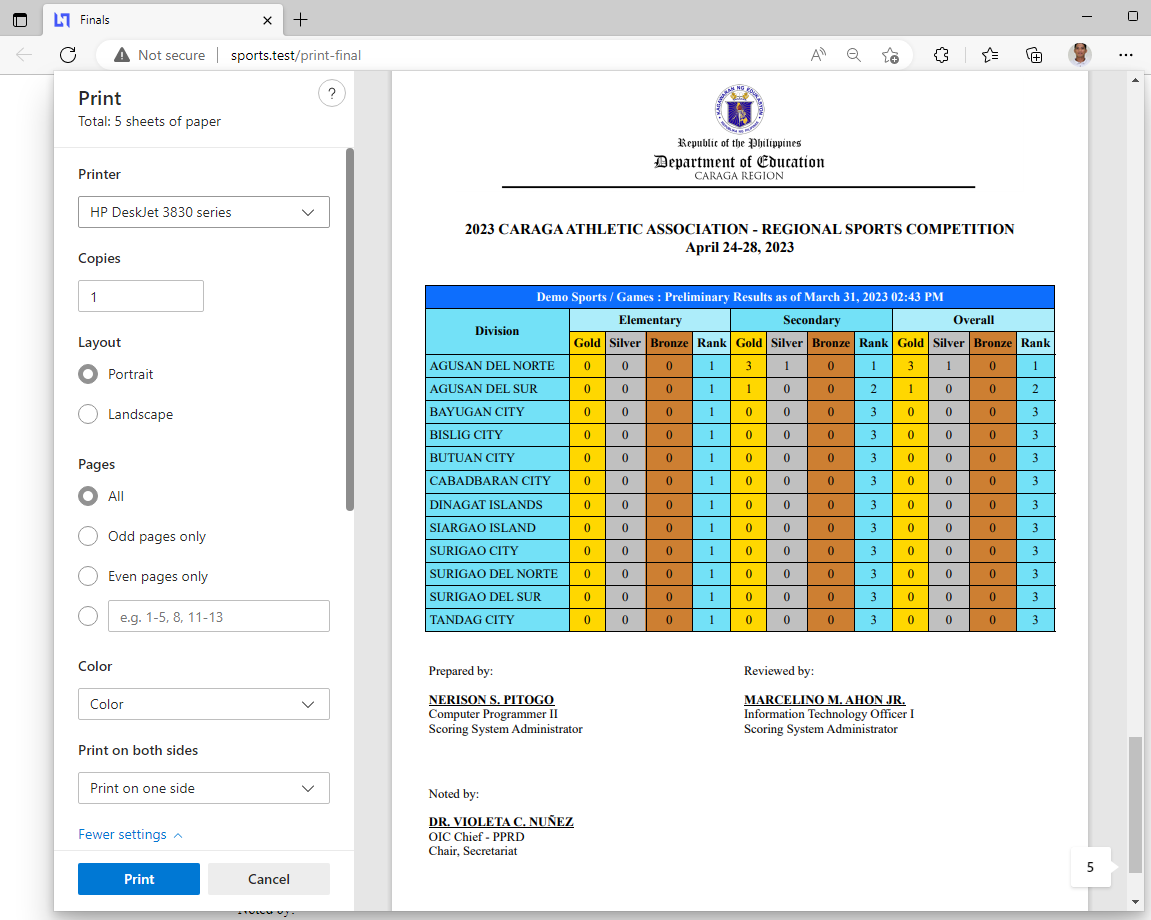 Finals
Not secure
sports.test/print-final
Print
Total: 5 sheets of paper
?
Printer
HP DeskJet 3830 series
Copies
1
Layout
Portrait
Landscape
Pages
All
Odd pages only
Even pages only
e.g. 1-5, 8, 11-13
Color
Color
Print on both sides
Print on one side
Fewer settings
Print Cancel
Republic of the Philippines
Department of Education
CARAGA REGION
2023 CARAGA ATHLETIC ASSOCIATION - REGIONAL SPORTS COMPETITION
April 24-28, 2023
Demo Sports / Games : Preliminary Results as of March 31, 2023 02:43 PM
Division Elementary Secondary Overall
Gold Silver Bronze Rank Gold Silver Bronze Rank Gold Silver Bronze Rank
AGUSAN DEL NORTE 0 0 0 1 3 1 0 1 3 1 0 1
AGUSAN DEL SUR 0 0 0 1 1 0 0 2 1 0 0 2
BAYUGAN CITY 0 0 0 1 0 0 0 3 0 0 0 3
BISLIG CITY 0 0 0 1 0 0 0 3 0 0 0 3
BUTUAN CITY 0 0 0 1 0 0 0 3 0 0 0 3
CABADBARAN CITY 0 0 0 1 0 0 0 3 0 0 0 3
DINAGAT ISLANDS 0 0 0 1 0 0 0 3 0 0 0 3
SIARGAO ISLAND 0 0 0 1 0 0 0 3 0 0 0 3
SURIGAO CITY 0 0 0 1 0 0 0 3 0 0 0 3
SURIGAO DEL NORTE 0 0 0 1 0 0 0 3 0 0 0 3
SURIGAO DEL SUR 0 0 0 1 0 0 0 3 0 0 0 3
TANDAG CITY 0 0 0 1 0 0 0 3 0 0 0 3
Prepared by: Reviewed by:
NERISON S. PITOGO MARCELINO M. AHON JR.
Computer Programmer II Information Technology Officer I
Scoring System Administrator Scoring System Administrator
Noted by:
DR. VIOLETA C. NUÑEZ
OIC Chief - PPRD
Chair, Secretariat
5
Noted by: